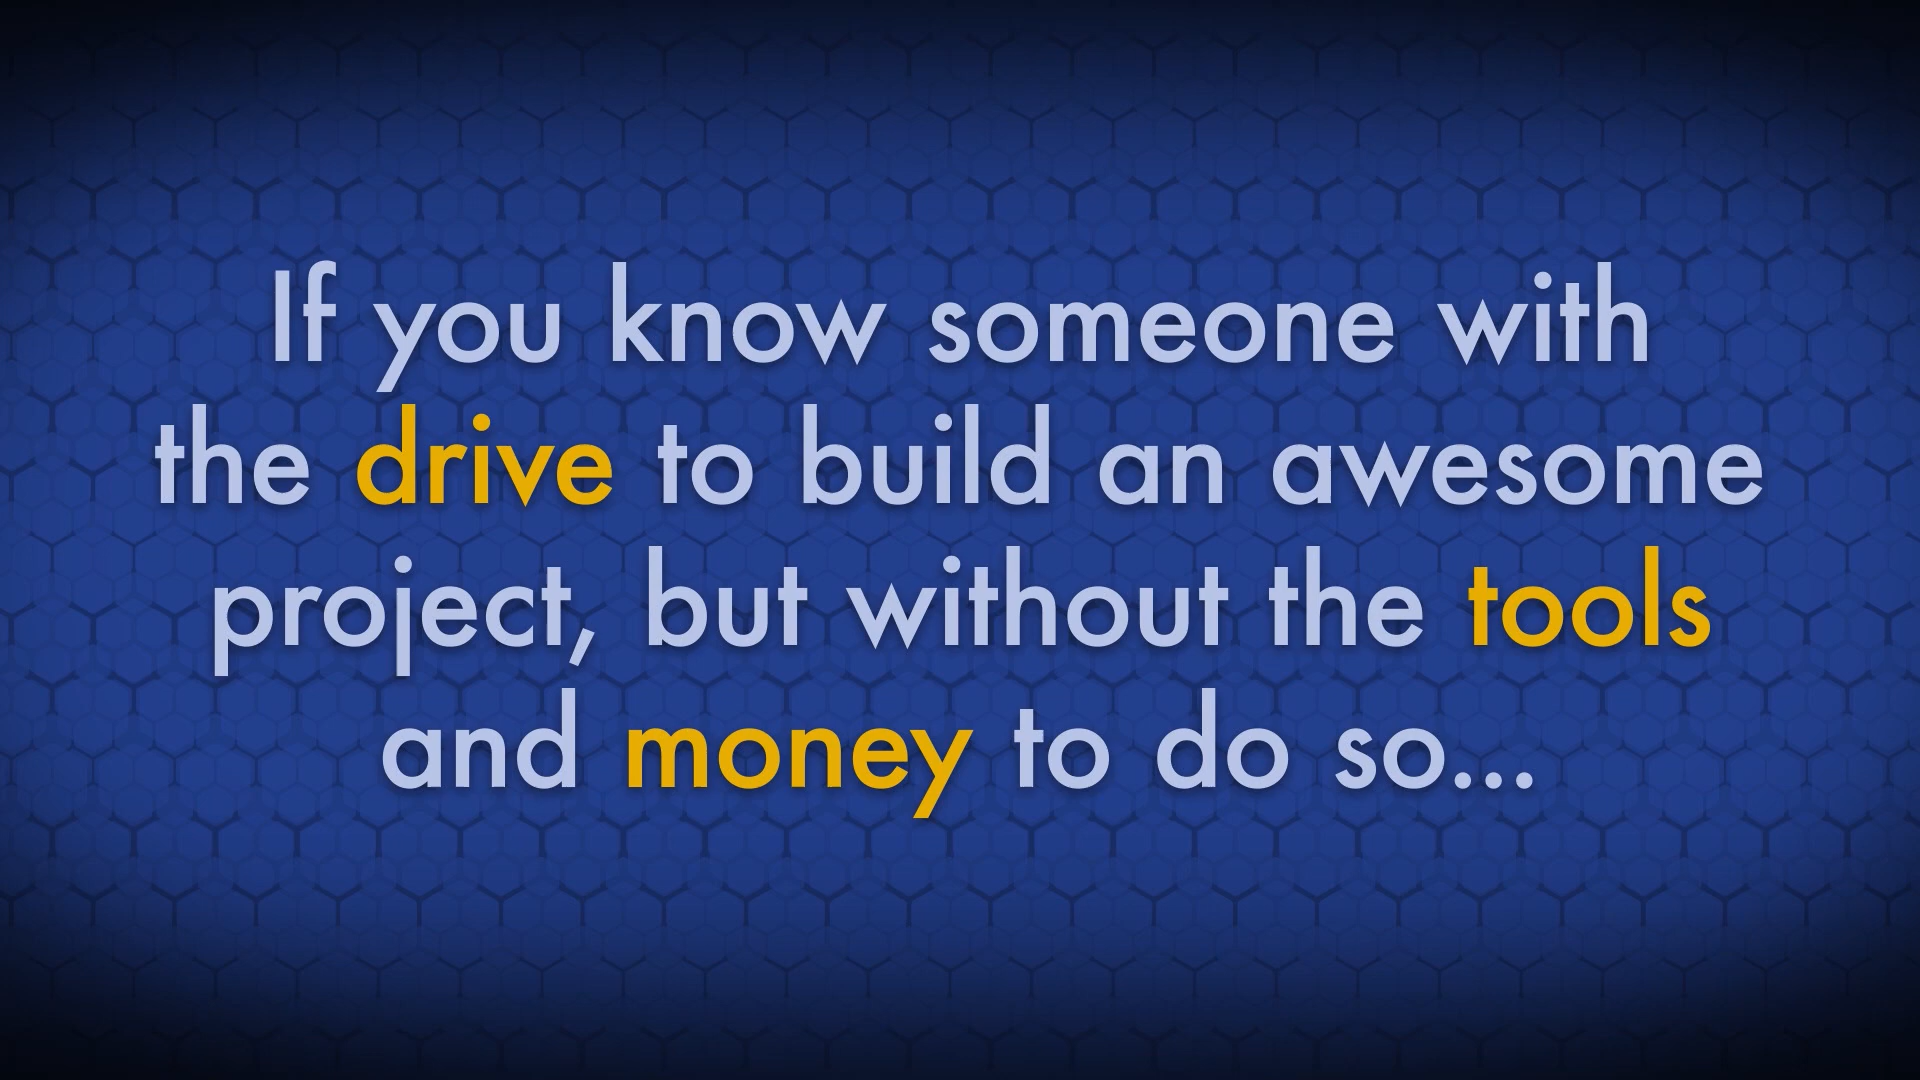 If you know someone with
the drive to build an awesome
project, but without the tools
and money to do so...